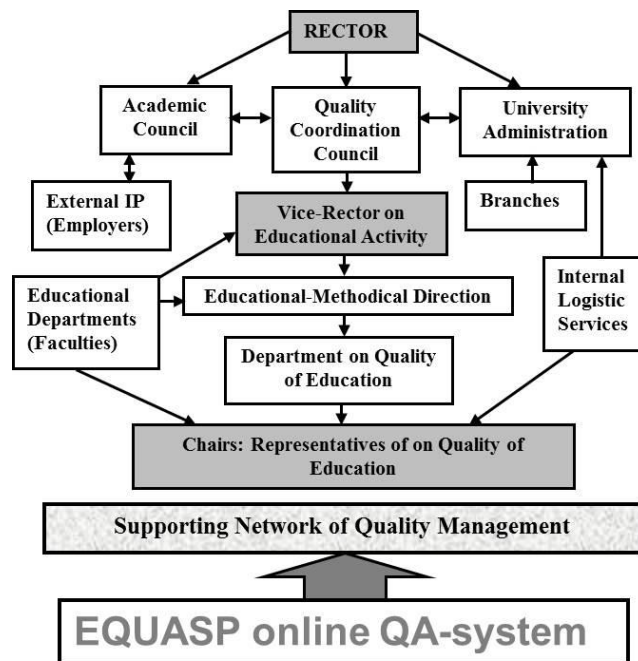 RECTOR
Academic
Council
Quality
Coordination
Council
University
Administration
External IP
(Employers)
Vice-Rector on
Educational Activity
Branches
Educational
Departments
(Faculties)
Educational-Methodical Direction
Internal
Logistic
Services
Department on Quality
of Education
Chairs: Representatives of on Quality of
Education
Supporting Network of Quality Management
EQUASP online QA-system